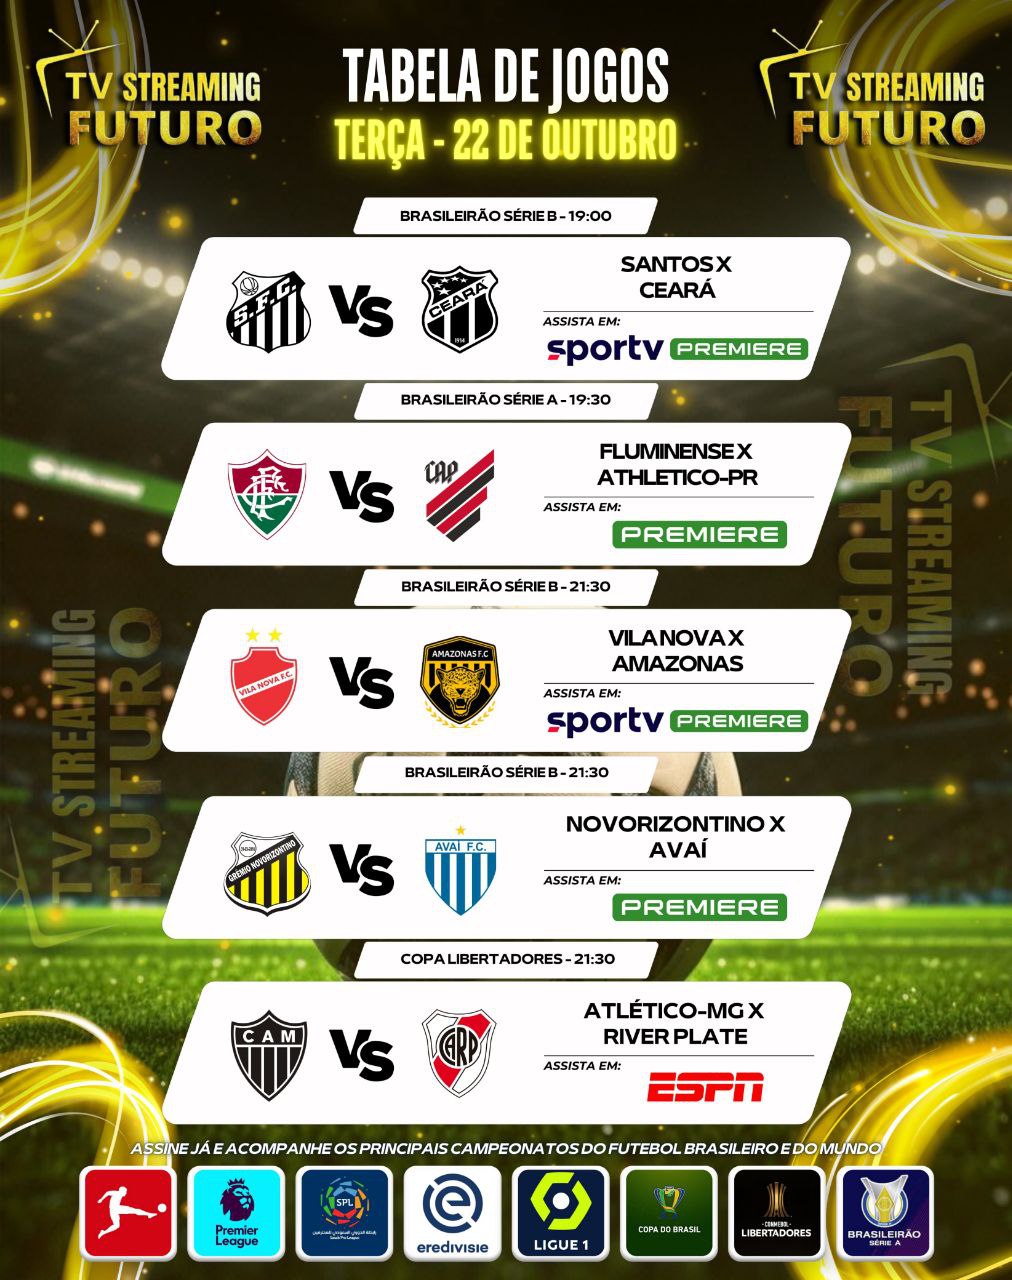 TV STREAMING
FUTURO
TABELA DE JOGOS
TERÇA - 22 DE OUTUBRO
TV STREAMING
FUTURO
BRASILEIRÃO SÉRIE B - 19:00
S.F.C.
VS
CEARÁ
1914
SANTOS X
CEARÁ
ASSISTA EM:
sportv PREMIERE
BRASILEIRÃO SÉRIE A - 19:30
VS
CAP
FLUMINENSE X
ATHLETICO-PR
ASSISTA EM:
PREMIERE
BRASILEIRÃO SÉRIE B - 21:30
VILA NOVA F.C.
VS
AMAZONAS F.C
VILA NOVA X
AMAZONAS
ASSISTA EM:
sportv PREMIERE
BRASILEIRÃO SÉRIE B - 21:30
GRÊMIO NOVORIZONTINO
VS
AVAÍ F.C.
NOVORIZONTINO X
AVAÍ
ASSISTA EM:
PREMIERE
COPA LIBERTADORES - 21:30
CAM
VS
CARP
ATLÉTICO-MG X
RIVER PLATE
ASSISTA EM:
ESPN
TV STREAMING
FUTURO
TV STREAMING
FUTURO
ASSINE JÁ E ACOMPANHE OS PRINCIPAIS CAMPEONATOS DO FUTEBOL BRASILEIRO E DO MUNDO
Premier
League
SPL
Saudi Pro League
eredivisie
LIGUE 1
COPA DO BRASIL
CONMEBOL
LIBERTADORES
BRASILEIRÃO
SÉRIE A